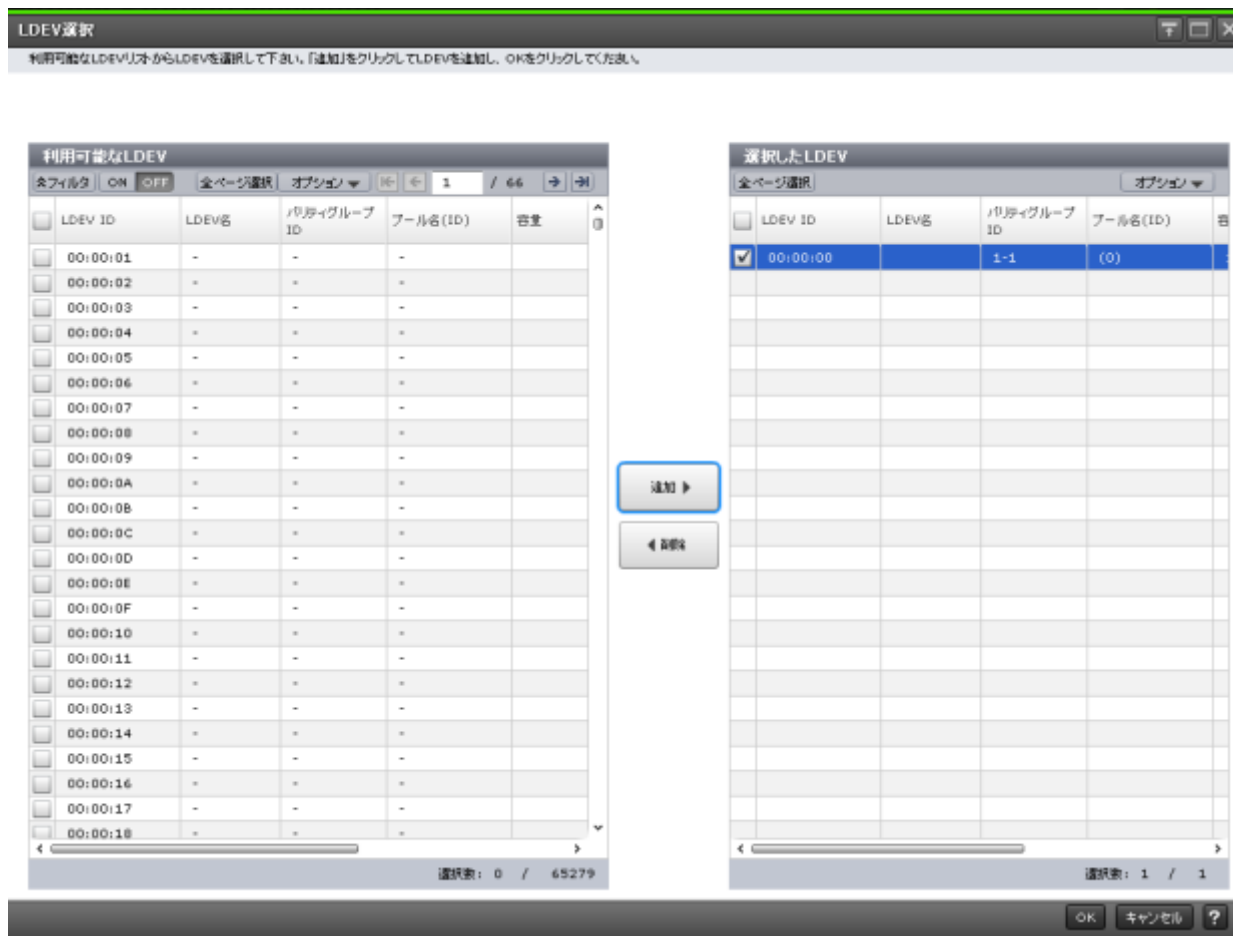 LDEV選択
利用可能なLDEVリストからLDEVを選択して下さい。「追加」をクリックしてLDEVを追加し、OKをクリックしてください。
利用可能なLDEV
全フィルタ ON OFF 全ページ選択 オプション 1 / 66
LDEV ID LDEV名 パリティグループID プール名(ID) 容量
00:00:01 - - -
00:00:02 - - -
00:00:03 - - -
00:00:04 - - -
00:00:05 - - -
00:00:06 - - -
00:00:07 - - -
00:00:08 - - -
00:00:09 - - -
00:00:0A - - -
00:00:0B - - -
00:00:0C - - -
00:00:0D - - -
00:00:0E - - -
00:00:0F - - -
00:00:10 - - -
00:00:11 - - -
00:00:12 - - -
00:00:13 - - -
00:00:14 - - -
00:00:15 - - -
00:00:16 - - -
00:00:17 - - -
00:00:18 - - -
選択数: 0 / 65279
追加
削除
選択したLDEV
全ページ選択 オプション
LDEV ID LDEV名 パリティグループID プール名(ID) 容
00:00:00 1-1 (0)
選択数: 1 / 1
OK キャンセル ?